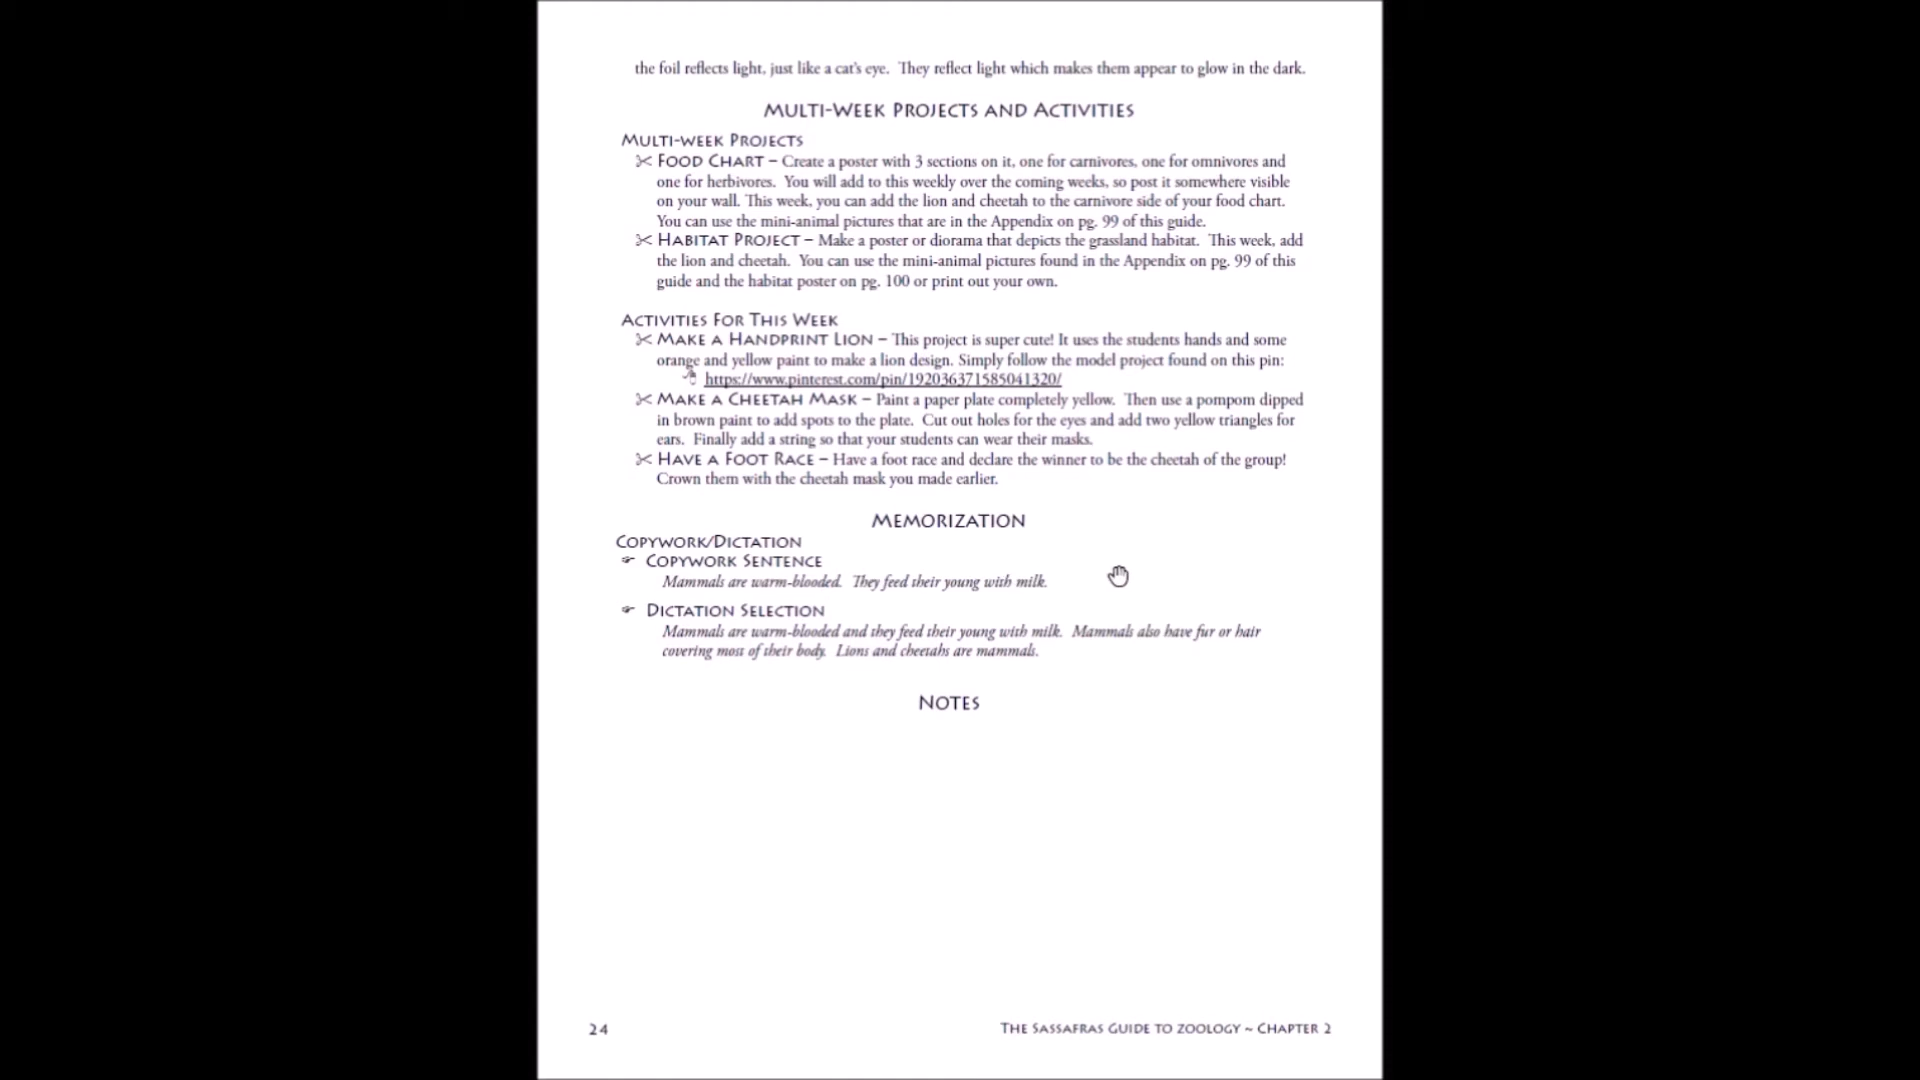 the foil reflects light, just like a cat's eye. They reflect light which makes them appear to glow in the dark.
Multi-week Projects and Activities
Multi-week Projects
Food Chart – Create a poster with 3 sections on it, one for carnivores, one for omnivores and
one for herbivores. You will add to this weekly over the coming weeks, so post it somewhere visible
on your wall. This week, you can add the lion and cheetah to the carnivore side of your food chart.
You can use the mini-animal pictures that are in the Appendix on pg. 99 of this guide.
Habitat Project – Make a poster or diorama that depicts the grassland habitat. This week, add
the lion and cheetah. You can use the mini-animal pictures found in the Appendix on pg. 99 of this
guide and the habitat poster on pg. 100 or print out your own.
Activities For This Week
Make a Handprint Lion – This project is super cute! It uses the students hands and some
orange and yellow paint to make a lion design. Simply follow the model project found on this pin:
https://www.pinterest.com/pin/192036371585041320/
Make a Cheetah Mask – Paint a paper plate completely yellow. Then use a pompom dipped
in brown paint to add spots to the plate. Cut out holes for the eyes and add two yellow triangles for
ears. Finally add a string so that your students can wear their masks.
Have a Foot Race – Have a foot race and declare the winner to be the cheetah of the group!
Crown them with the cheetah mask you made earlier.
Memorization
Copywork/Dictation
Copywork Sentence
Mammals are warm-blooded. They feed their young with milk.
Dictation Selection
Mammals are warm-blooded and they feed their young with milk. Mammals also have fur or hair
covering most of their body. Lions and cheetahs are mammals.
Notes
24
The Sassafras Guide to Zoology ~ Chapter 2